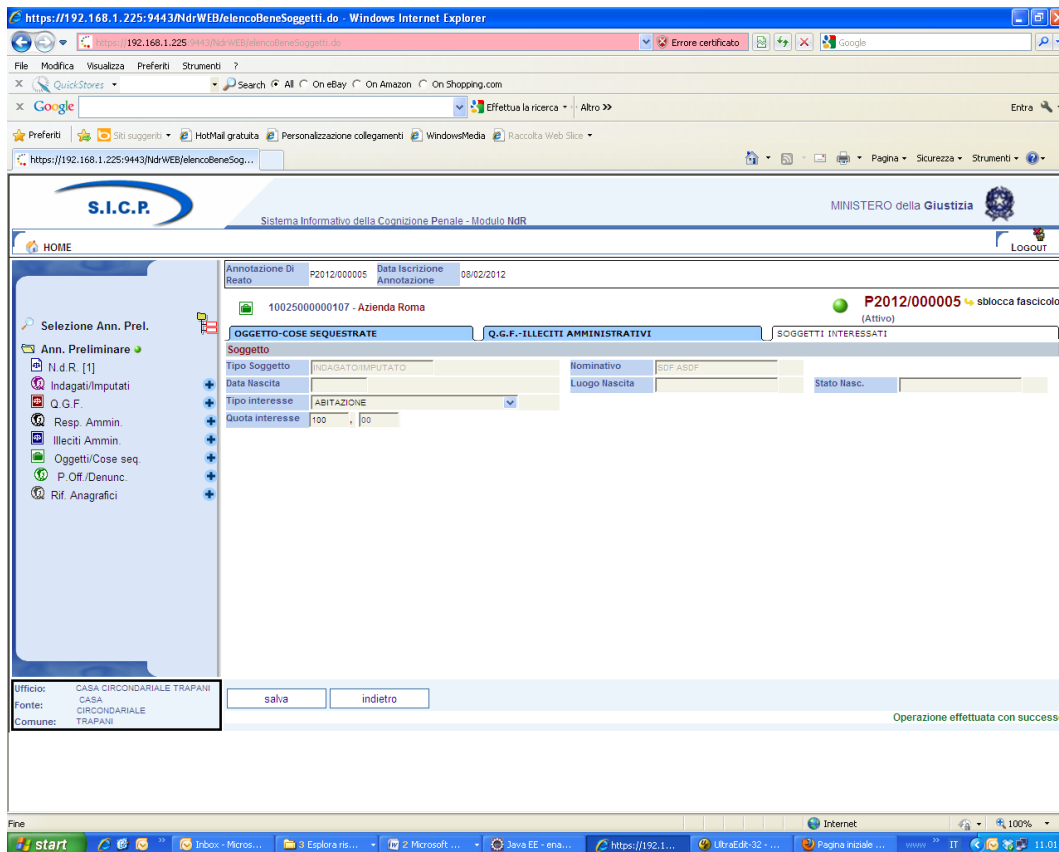 https://192.168.1.225:9443/NdrWEB/elencoBeneSoggetti.do - Windows Internet Explorer
https://192.168.1.225:9443/NdrWEB/elencoBeneSoggetti.do
Errore certificato
Google
File Modifica Visualizza Preferiti Strumenti ?
X QuickStores Search All On eBay On Amazon On Shopping.com
x Google Effettua la ricerca Altro >> Entra
Preferiti Siti suggeriti HotMail gratuita Personalizzazione collegamenti WindowsMedia Raccolta Web Slice
https://192.168.1.225:9443/NdrWEB/elencoBeneSog... Pagina Sicurezza Strumenti
S.I.C.P.
Sistema Informativo della Cognizione Penale - Modulo NdR
MINISTERO della Giustizia
HOME
LOGOUT
Annotazione Di Reato P2012/000005 Data Iscrizione Annotazione 08/02/2012
10025000000107 - Azienda Roma
P2012/000005 sblocca fascicolo
(Attivo)
OGGETTO-COSE SEQUESTRATE Q.G.F.-ILLECITI AMMINISTRATIVI SOGGETTI INTERESSATI
Selezione Ann. Prel.
Ann. Preliminare
N.d.R. [1]
Indagati/Imputati
Q.G.F.
Resp. Ammin.
Illeciti Ammin.
Oggetti/Cose seq.
P.Off./Denunc.
Rif. Anagrafici
Soggetto
Tipo Soggetto INDAGATO/IMPUTATO Nominativo SDF ASDF
Data Nascita Luogo Nascita Stato Nasc.
Tipo interesse ABITAZIONE
Quota interesse 100 , 00
Ufficio: CASA CIRCONDARIALE TRAPANI
Fonte: CASA CIRCONDARIALE
Comune: TRAPANI
salva indietro
Operazione effettuata con success
Fine Internet 100%
start Inbox - Micros... 3 Esplora ris... 2 Microsoft ... Java EE - ena... https://192.1... UltraEdit-32 - ... Pagina iniziale ... www » IT 11.01